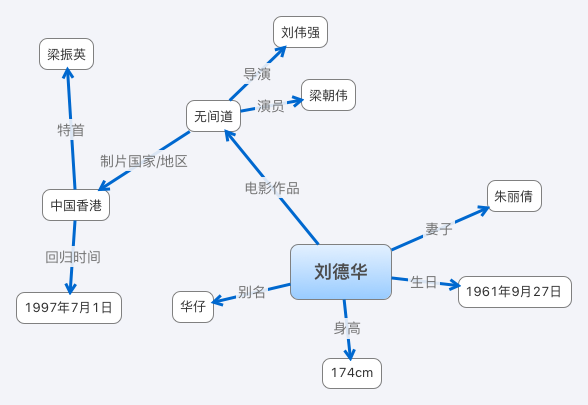 刘伟强
梁振英
导演
梁朝伟
演员
无间道
特首
制片国家/地区
电影作品
朱丽倩
中国香港
妻子
回归时间
刘德华
生日
1961年9月27日
别名
华仔
1997年7月1日
身高
174cm